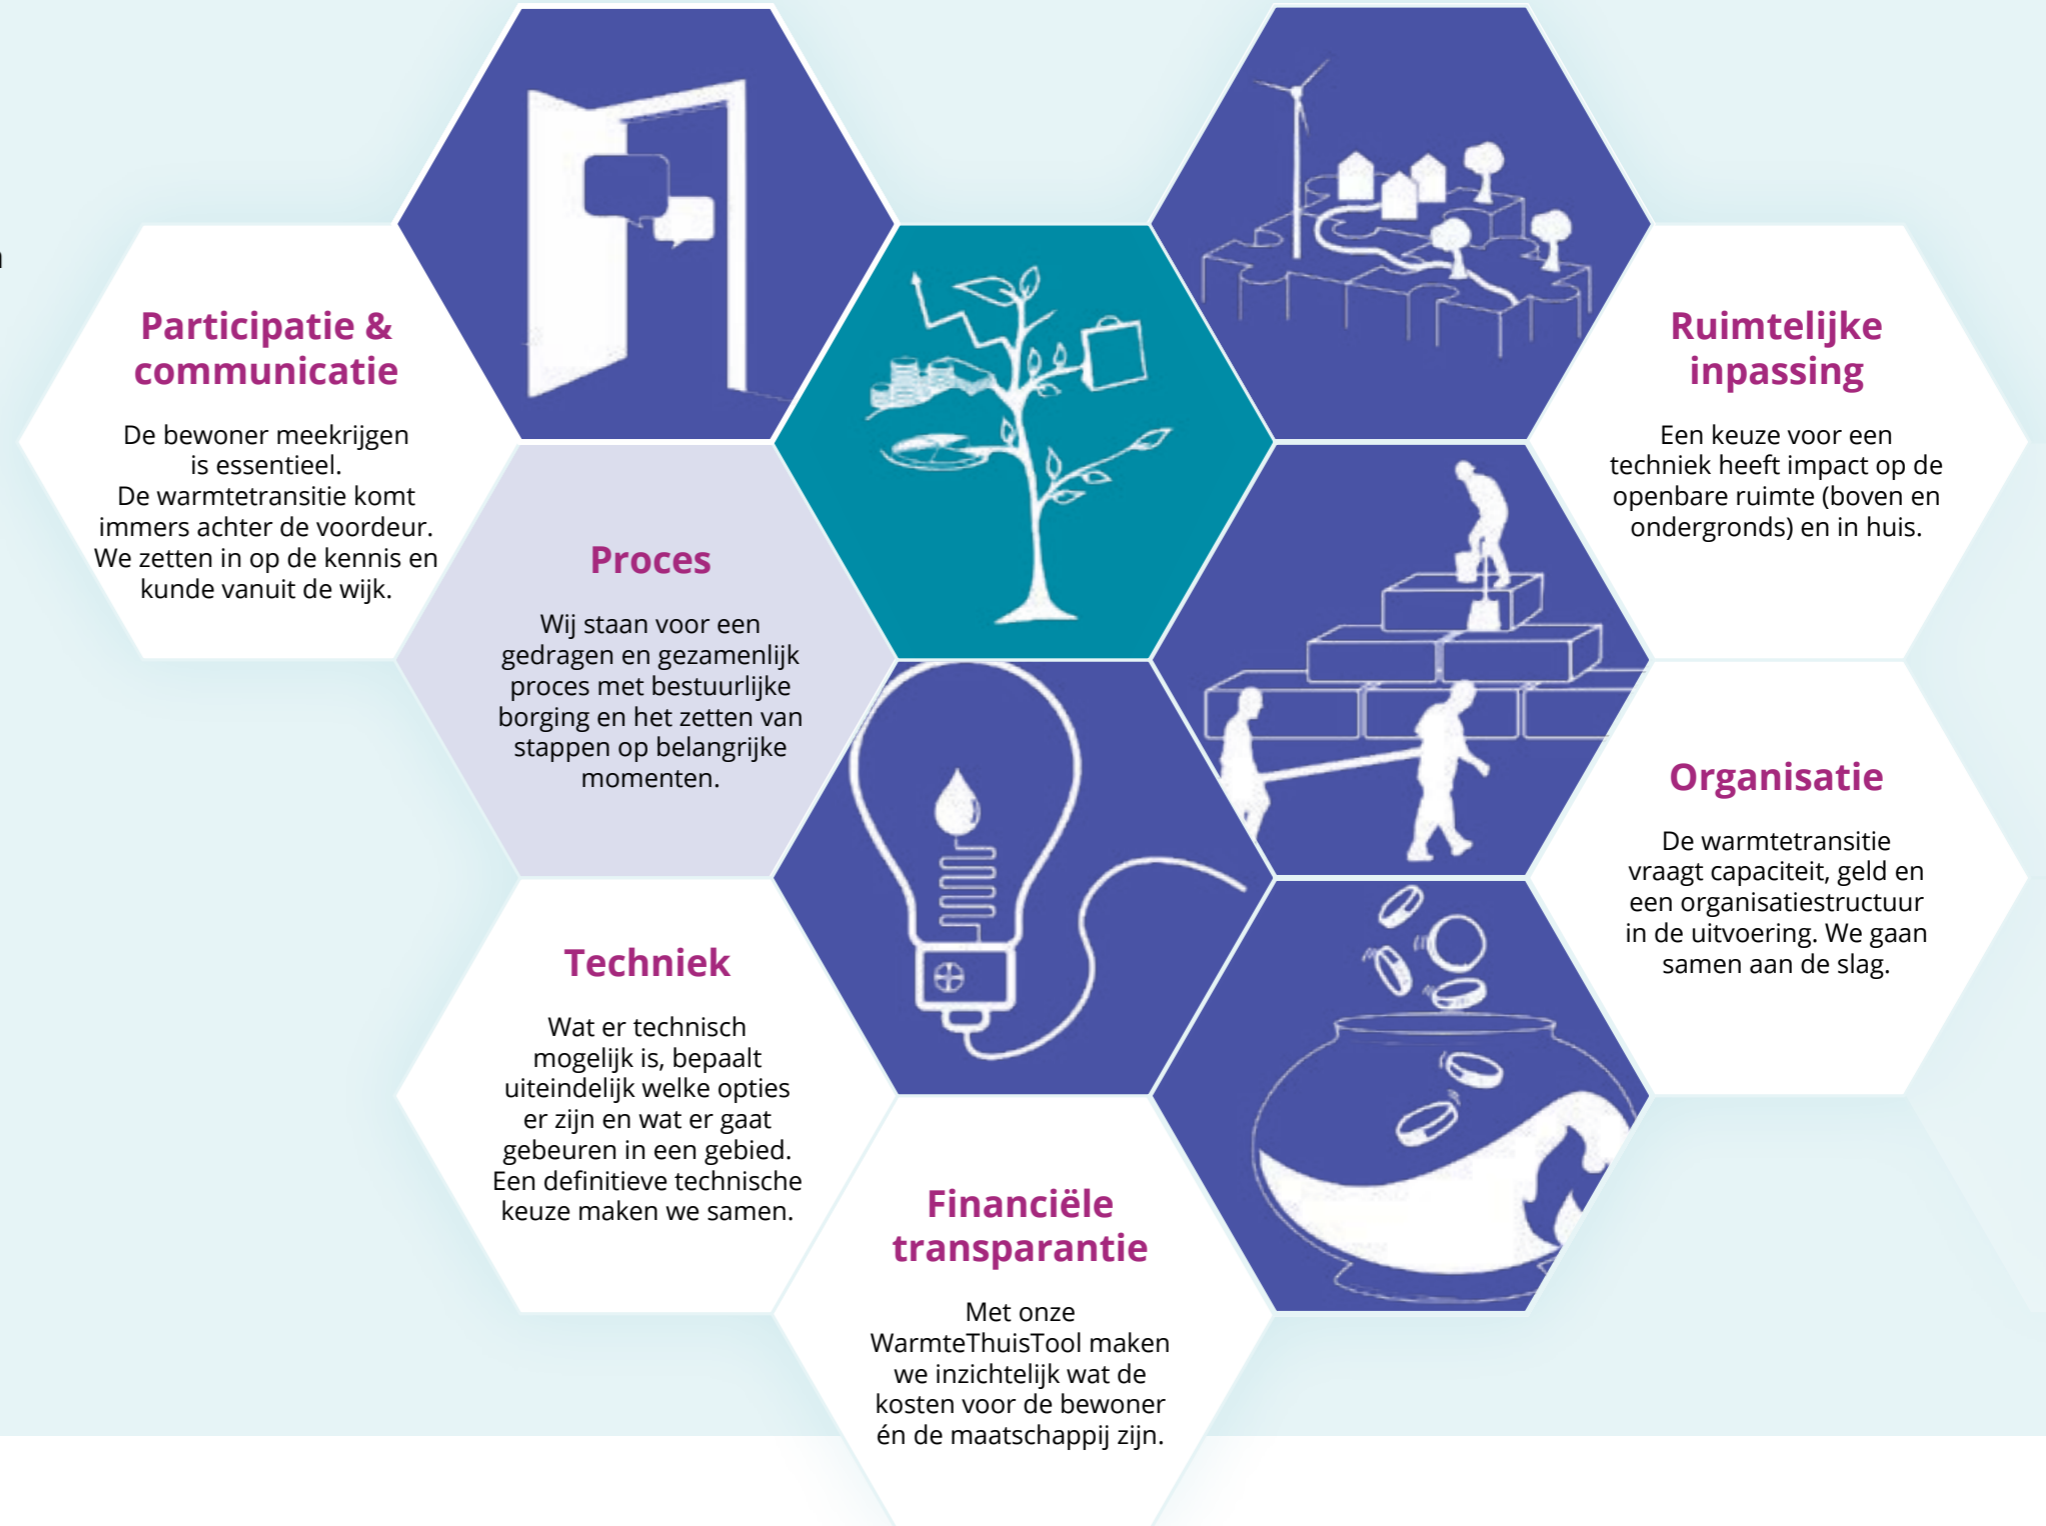 Participatie &
communicatie
De bewoner meekrijgen
is essentieel.
De warmtetransitie komt
immers achter de voordeur.
We zetten in op de kennis en
kunde vanuit de wijk.
Proces
Wij staan voor een
gedragen en gezamenlijk
proces met bestuurlijke
borging en het zetten van
stappen op belangrijke
momenten.
Techniek
Wat er technisch
mogelijk is, bepaalt
uiteindelijk welke opties
er zijn en wat er gaat
gebeuren in een gebied.
Een definitieve technische
keuze maken we samen.
Financiële
transparantie
Met onze
WarmteThuisTool maken
we inzichtelijk wat de
kosten voor de bewoner
én de maatschappij zijn.
Ruimtelijke
inpassing
Een keuze voor een
techniek heeft impact op de
openbare ruimte (boven en
ondergronds) en in huis.
Organisatie
De warmtetransitie
vraagt capaciteit, geld en
een organisatiestructuur
in de uitvoering. We gaan
samen aan de slag.